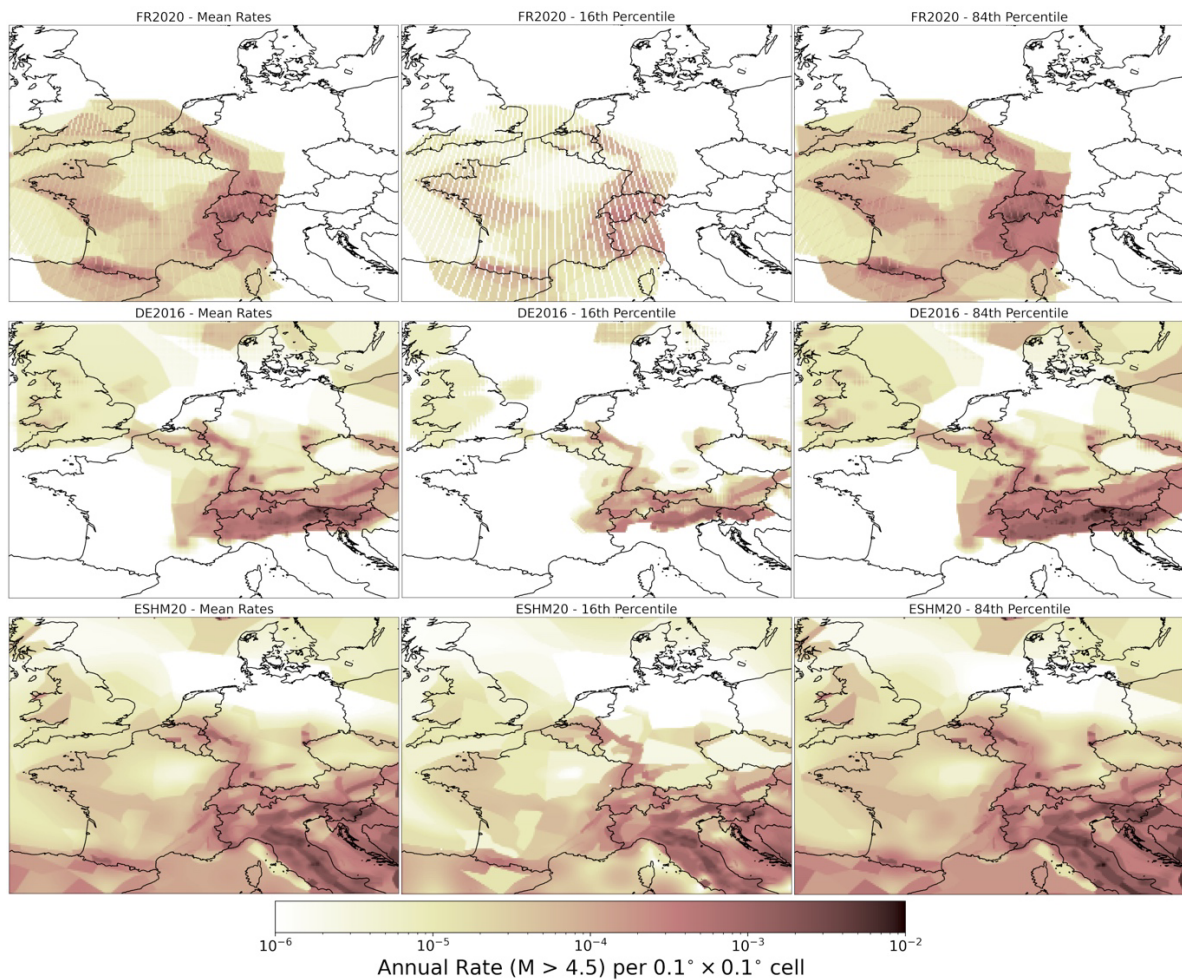 FR2020 - Mean Rates
FR2020 - 16th Percentile
FR2020 - 84th Percentile
DE2016 - Mean Rates
DE2016 - 16th Percentile
DE2016 - 84th Percentile
ESHM20 - Mean Rates
ESHM20 - 16th Percentile
ESHM20 - 84th Percentile
10⁻⁶ 10⁻⁵ 10⁻⁴ 10⁻³ 10⁻²
Annual Rate (M > 4.5) per 0.1° × 0.1° cell